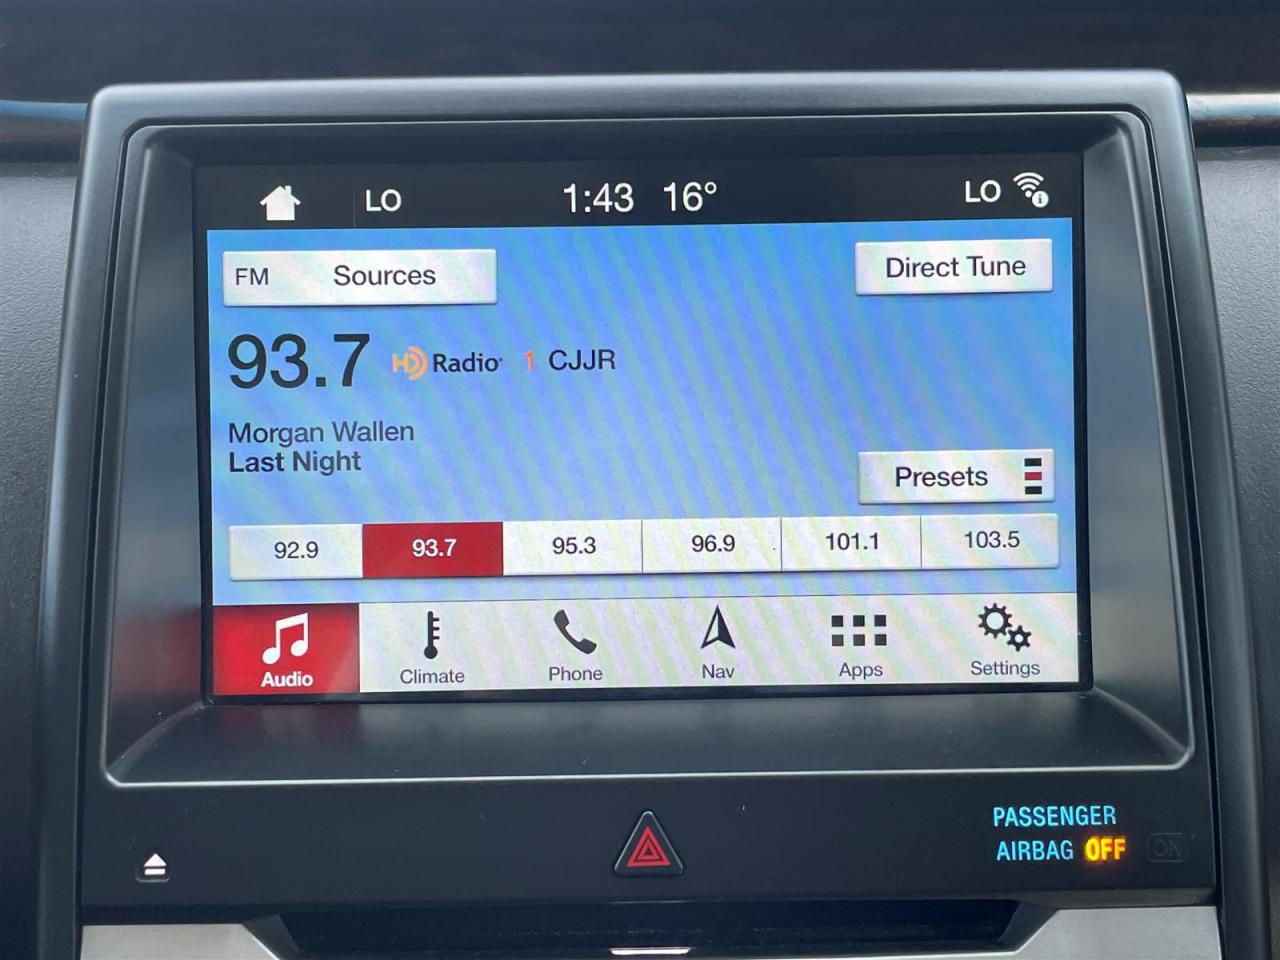 LO 1:43 16° LO
FM Sources Direct Tune
93.7 HD Radio 1 CJJR
Morgan Wallen
Last Night
Presets
92.9 93.7 95.3 96.9 101.1 103.5
Audio Climate Phone Nav Apps Settings
PASSENGER
AIRBAG OFF ON